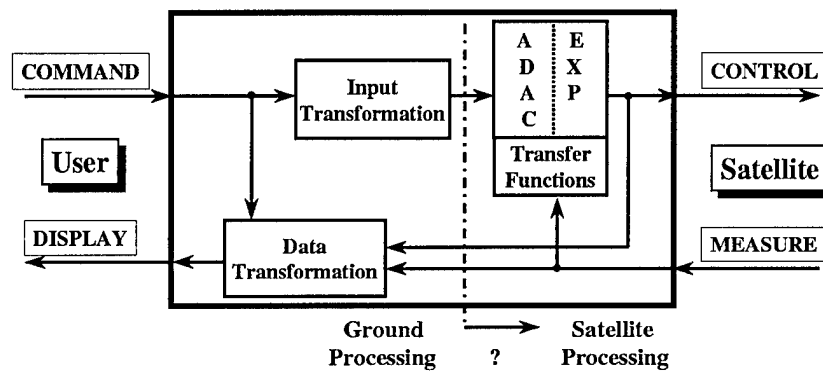 COMMAND
User
DISPLAY
Input
Transformation
A
D
A
C
E
X
P
Transfer
Functions
Data
Transformation
CONTROL
Satellite
MEASURE
Ground
Processing
?
Satellite
Processing